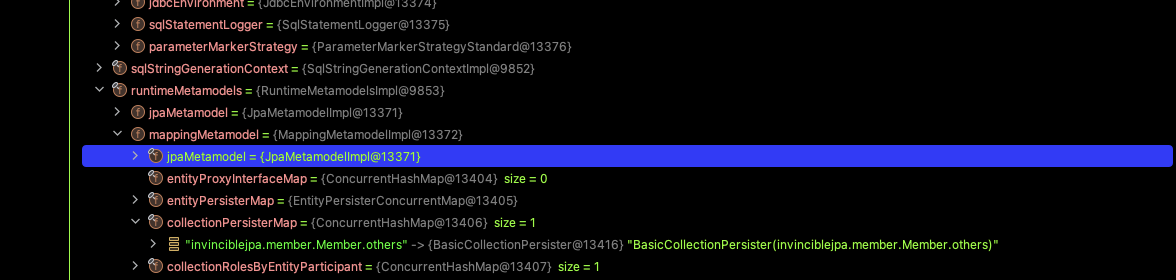 jdbcEnvironment = {JdbcEnvironmentImpl@13374}
sqlStatementLogger = {SqlStatementLogger@13375}
parameterMarkerStrategy = {ParameterMarkerStrategyStandard@13376}
sqlStringGenerationContext = {SqlStringGenerationContextImpl@9852}
runtimeMetamodels = {RuntimeMetamodelsImpl@9853}
jpaMetamodel = {JpaMetamodelImpl@13371}
mappingMetamodel = {MappingMetamodelImpl@13372}
jpaMetamodel = {JpaMetamodelImpl@13371}
entityProxyInterfaceMap = {ConcurrentHashMap@13404} size = 0
entityPersisterMap = {EntityPersisterConcurrentMap@13405}
collectionPersisterMap = {ConcurrentHashMap@13406} size = 1
"invinciblejpa.member.Member.others" -> {BasicCollectionPersister@13416} "BasicCollectionPersister(invinciblejpa.member.Member.others)"
collectionRolesByEntityParticipant = {ConcurrentHashMap@13407} size = 1